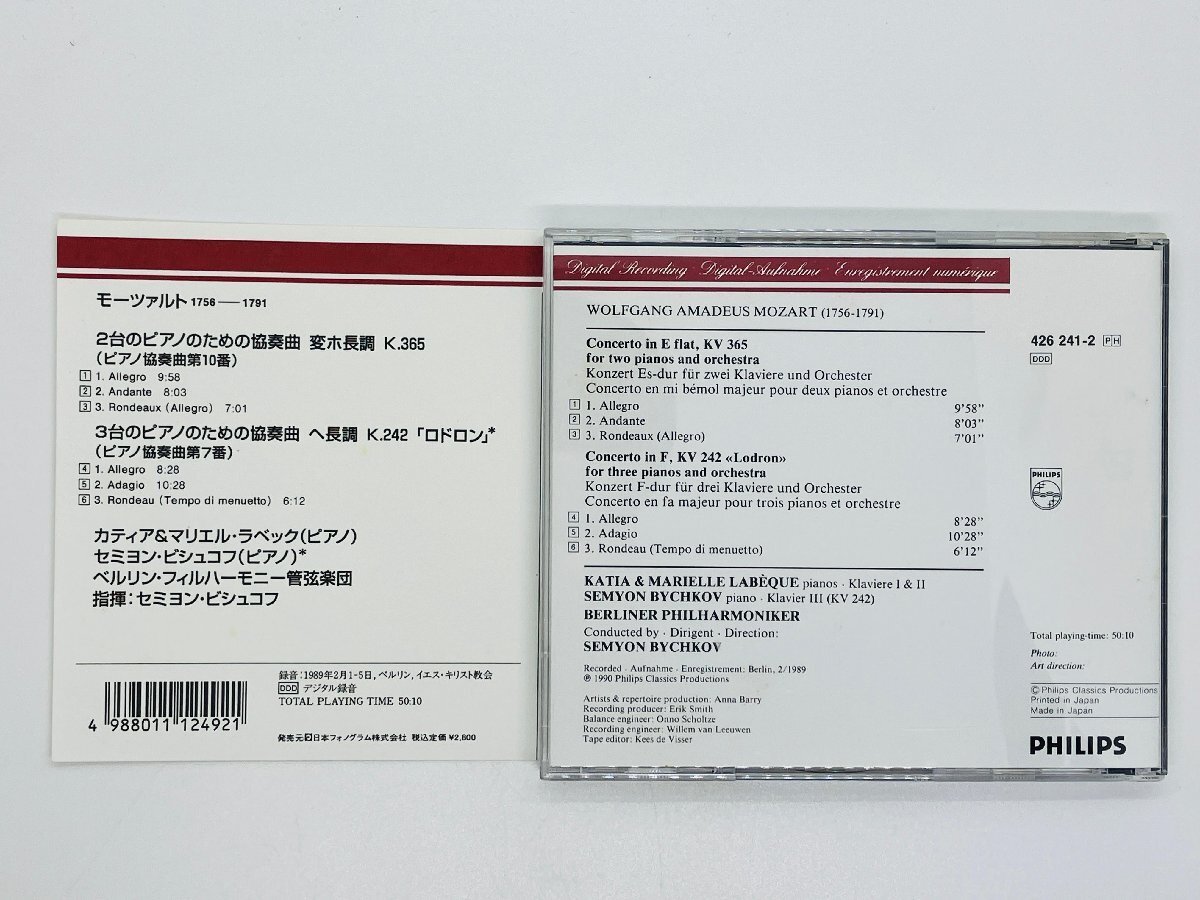 モーツァルト 1756—1791
2台のピアノのための協奏曲 変ホ長調 K.365
(ピアノ協奏曲第10番)
1 1. Allegro 9:58
2 2. Andante 8:03
3 3. Rondeaux (Allegro) 7:01
3台のピアノのための協奏曲 ヘ長調 K.242 「ロドロン」*
(ピアノ協奏曲第7番)
4 1. Allegro 8:28
5 2. Adagio 10:28
6 3. Rondeau (Tempo di menuetto) 6:12
カティア&マリエル・ラベック(ピアノ)
セミヨン・ビシュコフ(ピアノ)*
ベルリン・フィルハーモニー管弦楽団
指揮:セミヨン・ビシュコフ
録音:1989年2月1-5日, ベルリン, イエス・キリスト教会
DDD デジタル録音
TOTAL PLAYING TIME 50:10
4 988011 124921
発売元 日本フォノグラム株式会社 税込定価 ¥2,800
Digital Recording · Digital-Aufnahme · Enregistrement numérique
WOLFGANG AMADEUS MOZART (1756-1791)
Concerto in E flat, KV 365
for two pianos and orchestra
Konzert Es-dur für zwei Klaviere und Orchester
Concerto en mi bémol majeur pour deux pianos et orchestre
1 1. Allegro 9'58"
2 2. Andante 8'03"
3 3. Rondeaux (Allegro) 7'01"
Concerto in F, KV 242 «Lodron»
for three pianos and orchestra
Konzert F-dur für drei Klaviere und Orchester
Concerto en fa majeur pour trois pianos et orchestre
4 1. Allegro 8'28"
5 2. Adagio 10'28"
6 3. Rondeau (Tempo di menuetto) 6'12"
KATIA & MARIELLE LABÈQUE pianos · Klaviere I & II
SEMYON BYCHKOV piano · Klavier III (KV 242)
BERLINER PHILHARMONIKER
Conducted by · Dirigent · Direction:
SEMYON BYCHKOV
Recorded · Aufnahme · Enregistrement: Berlin, 2/1989
℗ 1990 Philips Classics Productions
Artists & repertoire production: Anna Barry
Recording producer: Erik Smith
Balance engineer: Onno Scholtze
Recording engineer: Willem van Leeuwen
Tape editor: Kees de Visser
426 241-2 PH
DDD
PHILIPS
Total playing-time: 50:10
Photo:
Art direction:
© Philips Classics Productions
Printed in Japan
Made in Japan
PHILIPS